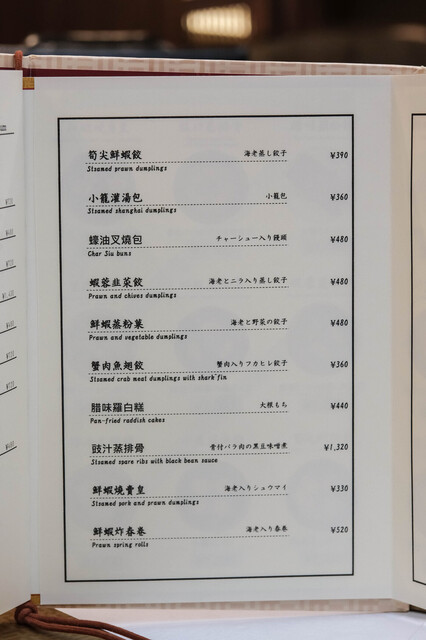 筍尖鮮蝦餃 海老蒸し餃子 ¥390
Steamed prawn dumplings
小籠灌湯包 小籠包 ¥360
Steamed shanghai dumplings
蠔油叉燒包 チャーシュー入り饅頭 ¥480
Char Siu buns
蝦蓉韮菜餃 海老とニラ入り蒸し餃子 ¥480
Prawn and chives dumplings
鮮蝦蒸粉菓 海老と野菜の餃子 ¥480
Prawn and vegetable dumplings
蟹肉魚翅餃 蟹肉入りフカヒレ餃子 ¥360
Steamed crab meat dumplings with shark'fin
腊味羅白糕 大根もち ¥440
Pan-fried raddish cakes
豉汁蒸排骨 骨付バラ肉の黒豆味噌煮 ¥1,320
Steamed spare ribs with black bean sauce
鮮蝦燒賣皇 海老入りシュウマイ ¥330
Steamed pork and prawn dumplings
鮮蝦炸春巻 海老入り春巻 ¥520
Prawn spring rolls